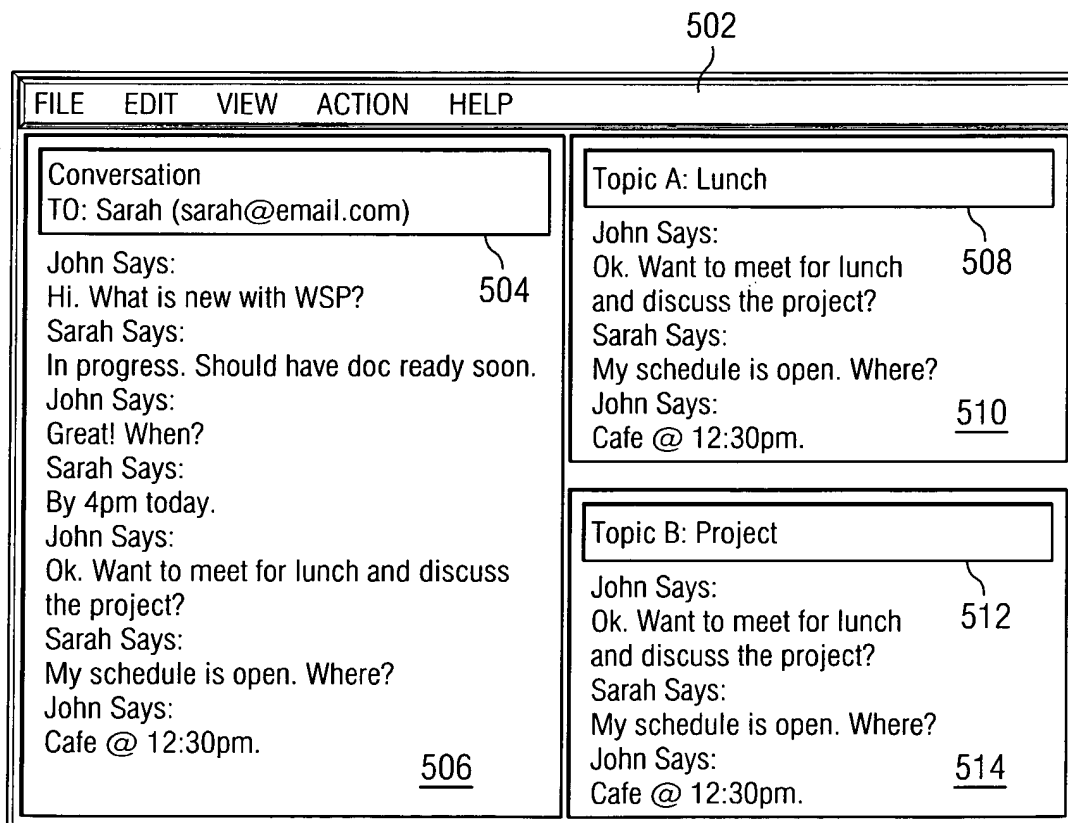 502
FILE EDIT VIEW ACTION HELP
Conversation
TO: Sarah (sarah@email.com)
504
John Says:
Hi. What is new with WSP?
Sarah Says:
In progress. Should have doc ready soon.
John Says:
Great! When?
Sarah Says:
By 4pm today.
John Says:
Ok. Want to meet for lunch and discuss
the project?
Sarah Says:
My schedule is open. Where?
John Says:
Cafe @ 12:30pm.
506
Topic A: Lunch
508
John Says:
Ok. Want to meet for lunch
and discuss the project?
Sarah Says:
My schedule is open. Where?
John Says:
Cafe @ 12:30pm.
510
Topic B: Project
512
John Says:
Ok. Want to meet for lunch
and discuss the project?
Sarah Says:
My schedule is open. Where?
John Says:
Cafe @ 12:30pm.
514